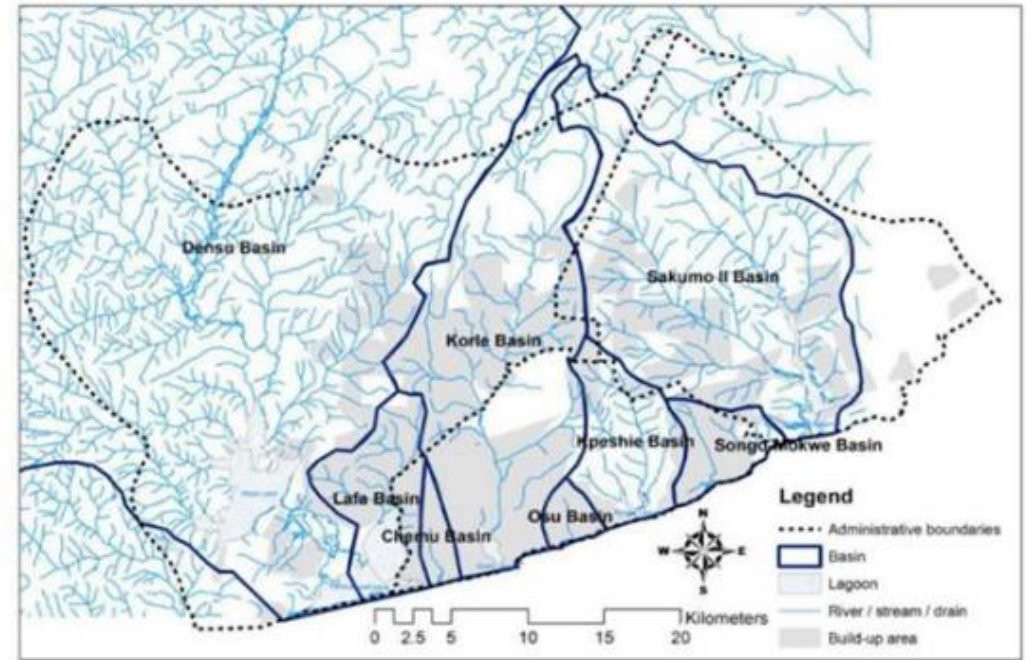 Densu Basin
Sakumo II Basin
Korle Basin
Kpeshie Basin
Songo Mokwe Basin
Lafa Basin
Osu Basin
Chemu Basin
Legend
N
W
E
S
Administrative boundaries
Basin
Lagoon
River / stream / drain
Build-up area
Kilometers
0 2.5 5 10 15 20